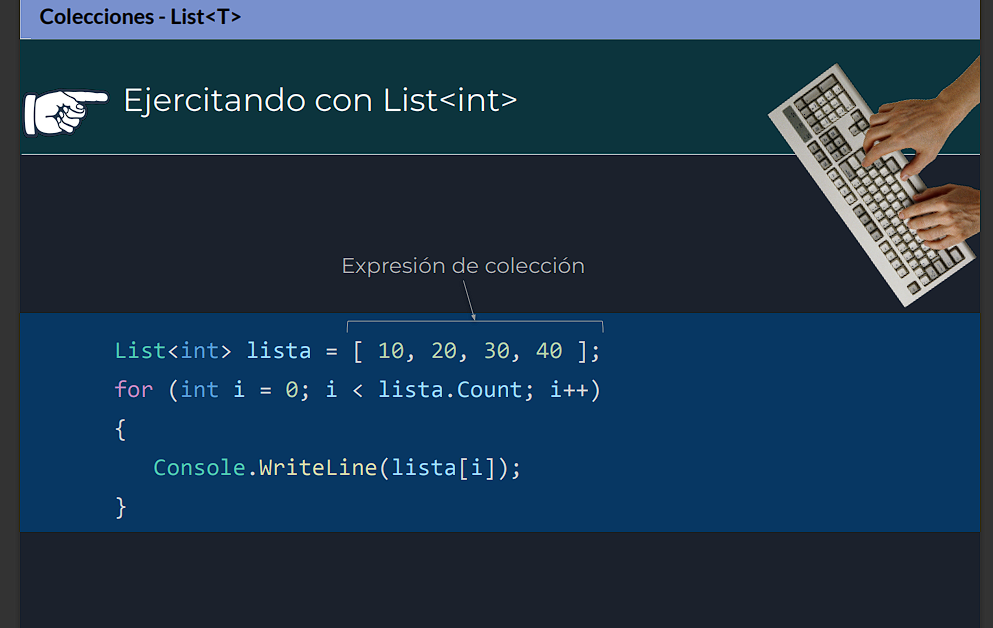 Colecciones - List<T>
Ejercitando con List<int>
Expresión de colección
List<int> lista = [ 10, 20, 30, 40 ];
for (int i = 0; i < lista.Count; i++)
{
Console.WriteLine(lista[i]);
}